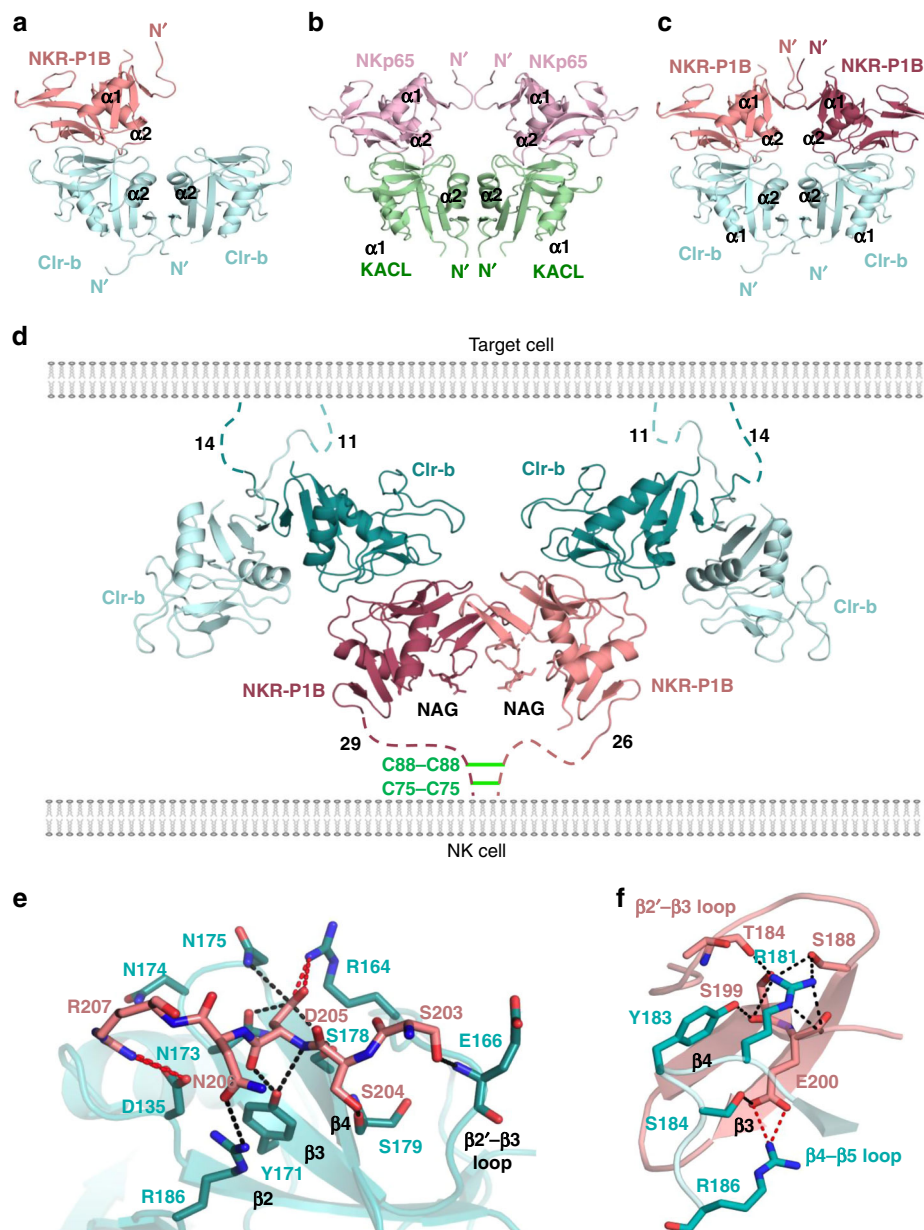 a
N′
NKR-P1B
α1
α2
α2
α2
Clr-b
Clr-b
N′
N′
b
NKp65
N′
N′
NKp65
α1
α1
α2
α2
α2
α2
α1
α1
KACL
N′
N′
KACL
c
N′
N′
NKR-P1B
NKR-P1B
α1
α1
α2
α2
α2
α2
α1
α1
Clr-b
Clr-b
N′
N′
d
Target cell
14
11
11
14
Clr-b
Clr-b
Clr-b
Clr-b
NKR-P1B
NKR-P1B
NAG
NAG
29
26
C88–C88
C75–C75
NK cell
e
N175
N174
R164
R207
D205
S203
S178
E166
N173
N206
S204
D135
β4
S179
β3
β2′–β3
loop
Y171
R186
β2
f
β2′–β3 loop
T184
R181
S188
S199
Y183
β4
E200
S184
β3
β4–β5 loop
R186